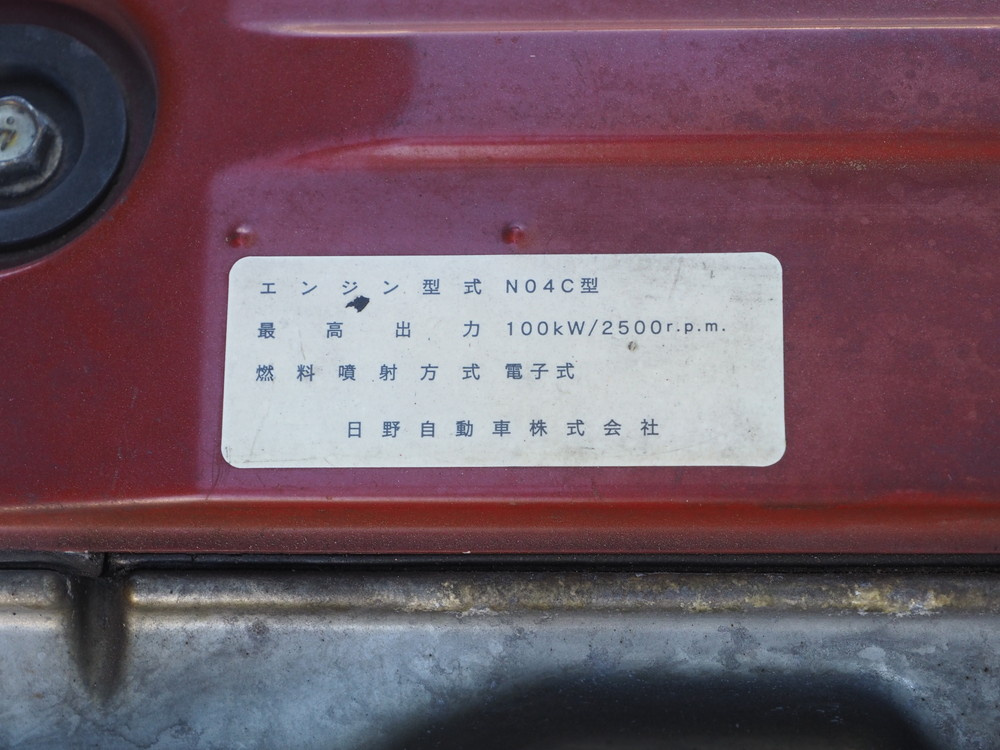 エンジン型式 N04C型
最高出力 100kW/2500r.p.m.
燃料噴射方式 電子式
日野自動車株式会社